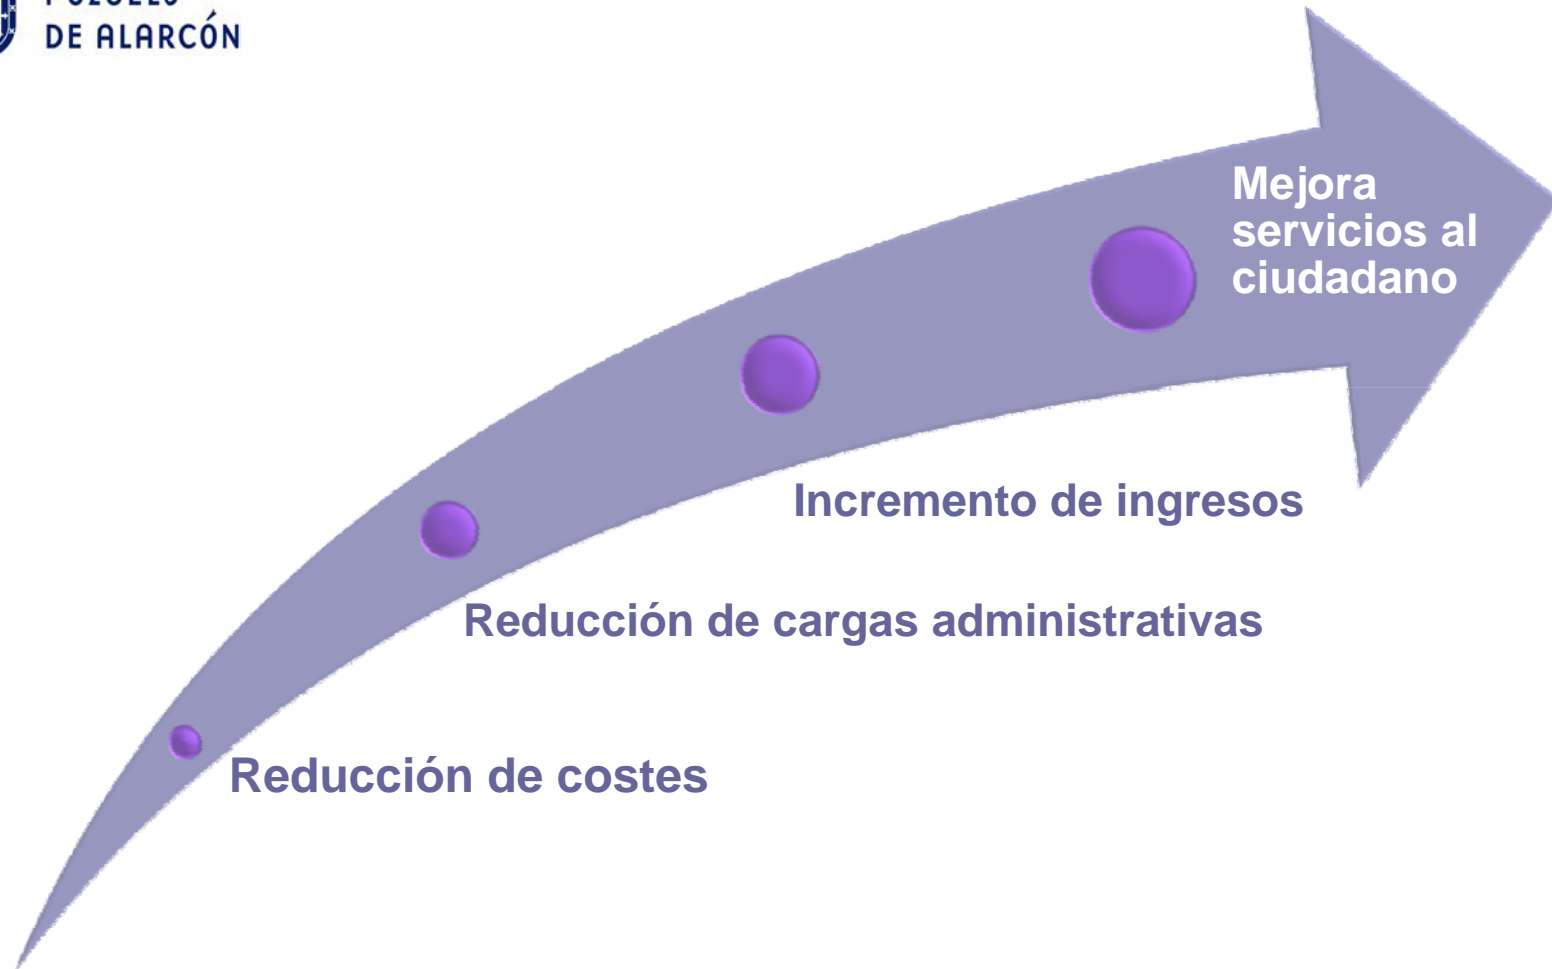 DE ALARCÓN
Mejora
servicios al
ciudadano
Incremento de ingresos
Reducción de cargas administrativas
Reducción de costes